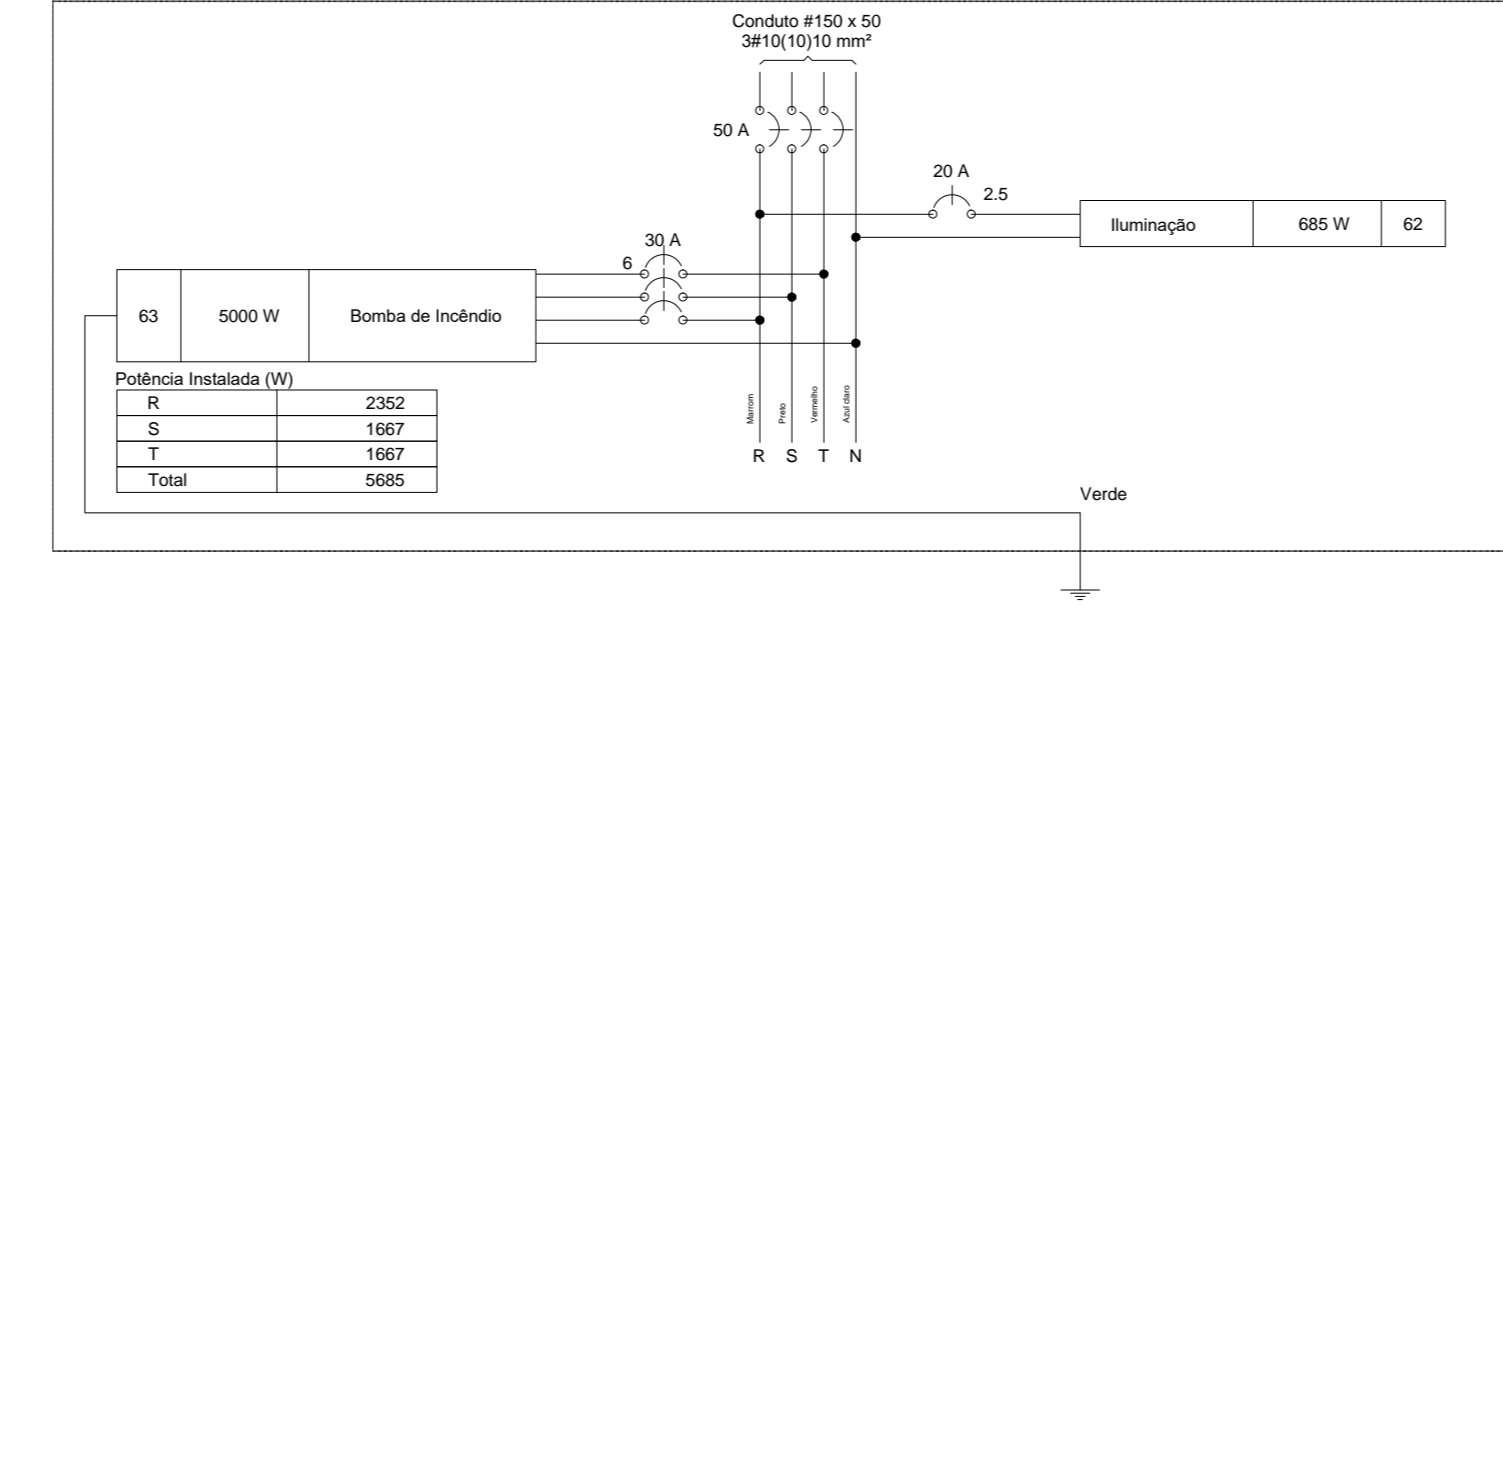 Conduto #150 x 50
3#10(10)10 mm²
50 A
20 A
2.5
Iluminação 685 W 62
30 A
6
63 5000 W Bomba de Incêndio
Potência Instalada (W)
R 2352
S 1667
T 1667
Total 5685
Marrom
Preto
Vermelho
Azul claro
R S T N
Verde